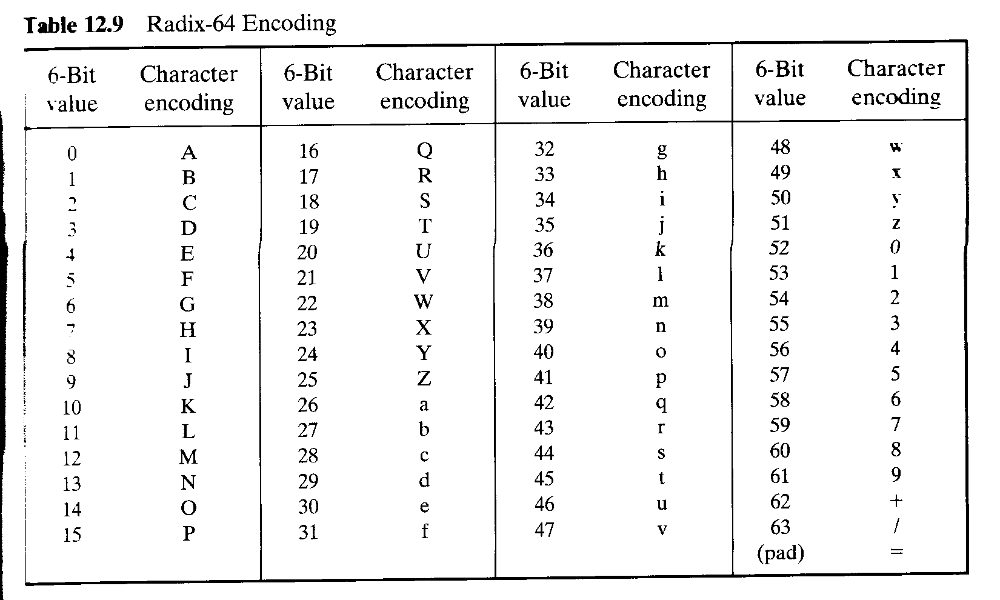 Table 12.9 Radix-64 Encoding
6-Bit Character 6-Bit Character 6-Bit Character 6-Bit Character
value encoding value encoding value encoding value encoding
0 A 16 Q 32 g 48 w
1 B 17 R 33 h 49 x
2 C 18 S 34 i 50 y
3 D 19 T 35 j 51 z
4 E 20 U 36 k 52 0
5 F 21 V 37 l 53 1
6 G 22 W 38 m 54 2
7 H 23 X 39 n 55 3
8 I 24 Y 40 o 56 4
9 J 25 Z 41 p 57 5
10 K 26 a 42 q 58 6
11 L 27 b 43 r 59 7
12 M 28 c 44 s 60 8
13 N 29 d 45 t 61 9
14 O 30 e 46 u 62 +
15 P 31 f 47 v 63 /
(pad) =